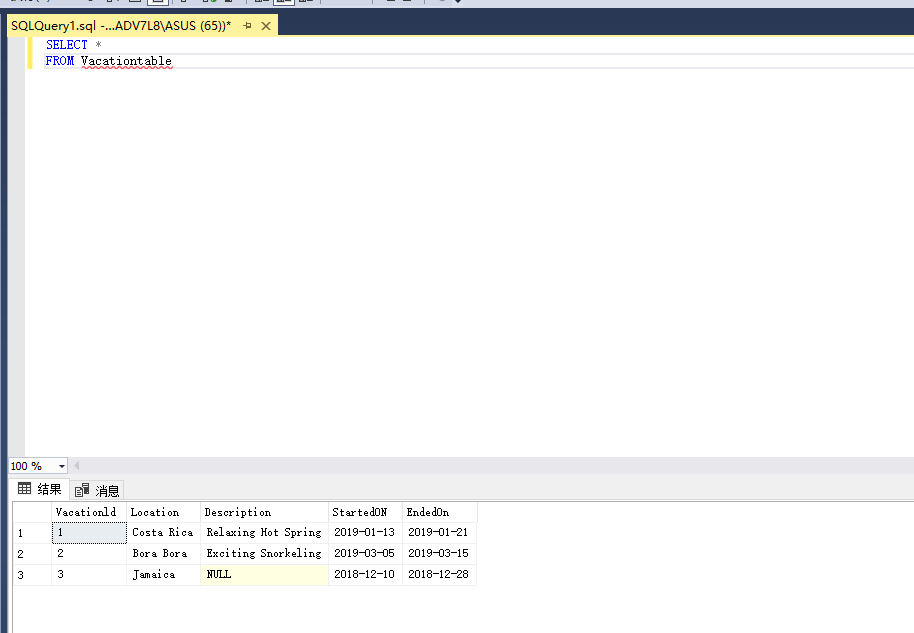 SQLQuery1.sql -...ADV7L8\ASUS (65))*
SELECT *
FROM Vacationtable
100 %
结果 消息
VacationId Location Description StartedON EndedOn
1 1 Costa Rica Relaxing Hot Spring 2019-01-13 2019-01-21
2 2 Bora Bora Exciting Snorkeling 2019-03-05 2019-03-15
3 3 Jamaica NULL 2018-12-10 2018-12-28